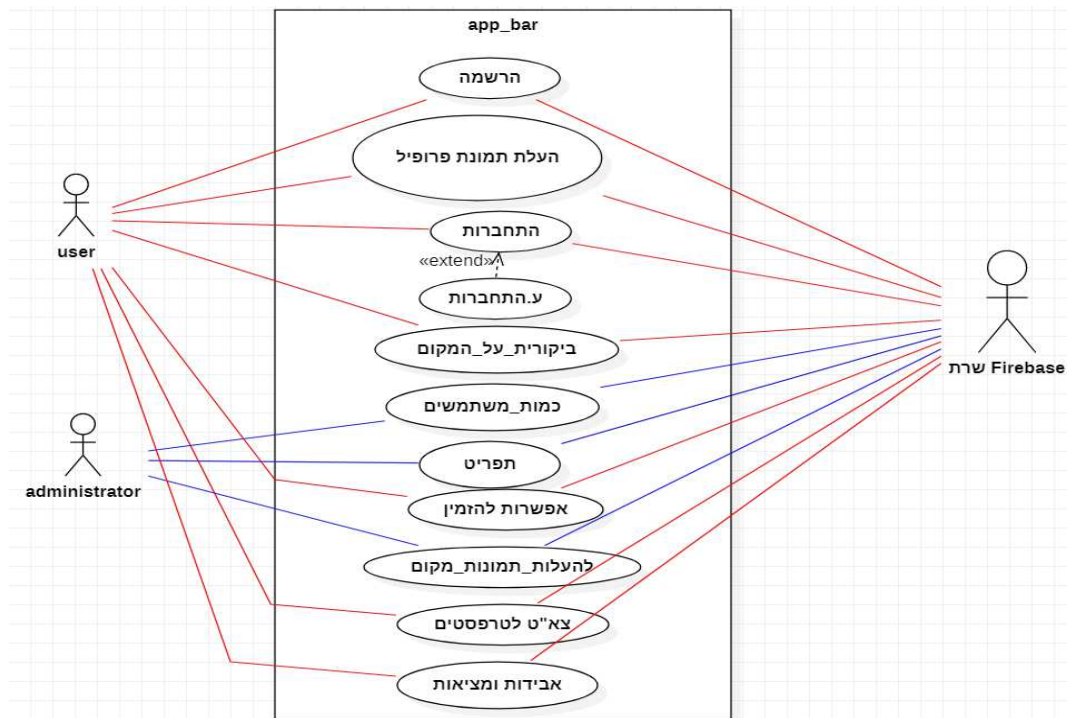 app_bar
הרשמה
העלת תמונת פרופיל
התחברות
user
«extend»
ע.התחברות
ביקורית_על_המקום
שרת Firebase
כמות_משתמשים
תפריט
administrator
אפשרות להזמין
להעלות_תמונות_מקום
צא"ט לטרפסטים
אבידות ומציאות